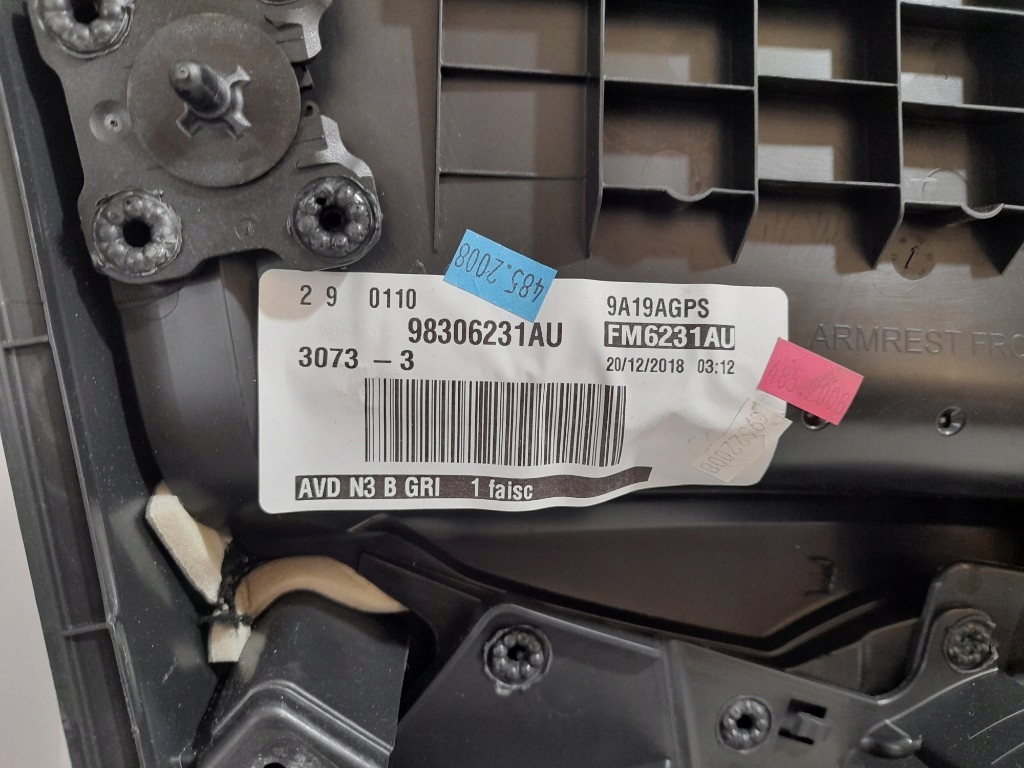 2 9 0110
485.2008
9A19AGPS
98306231AU
FM6231AU
3073 - 3
20/12/2018 03:12
AVD N3 B GRI 1 faisc
ARMREST FRO